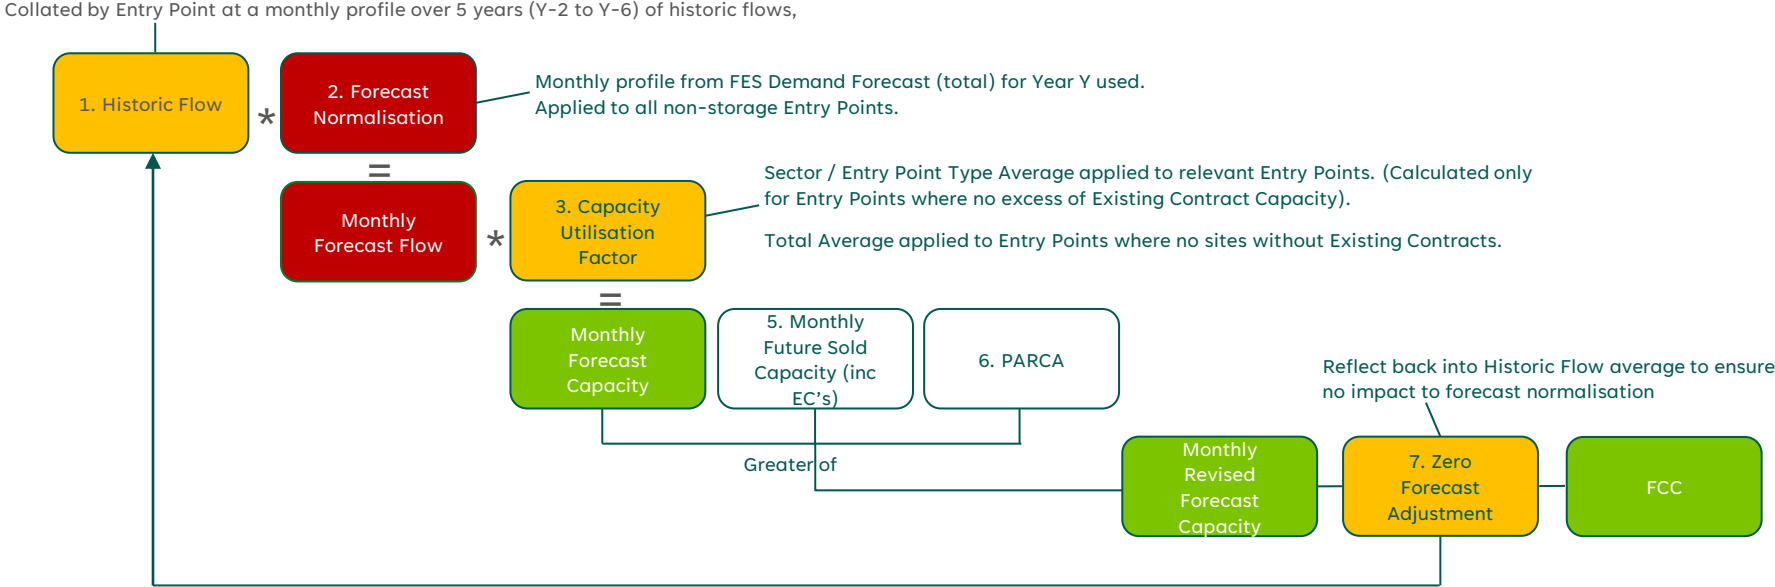 Collated by Entry Point at a monthly profile over 5 years (Y-2 to Y-6) of historic flows,
1. Historic Flow
*
2. Forecast
Normalisation
Monthly profile from FES Demand Forecast (total) for Year Y used.
Applied to all non-storage Entry Points.
=
Monthly
Forecast Flow
*
3. Capacity
Utilisation
Factor
Sector / Entry Point Type Average applied to relevant Entry Points. (Calculated only
for Entry Points where no excess of Existing Contract Capacity).
Total Average applied to Entry Points where no sites without Existing Contracts.
=
Monthly
Forecast
Capacity
5. Monthly
Future Sold
Capacity (inc
EC's)
6. PARCA
Greater of
Reflect back into Historic Flow average to ensure
no impact to forecast normalisation
Monthly
Revised
Forecast
Capacity
7. Zero
Forecast
Adjustment
FCC